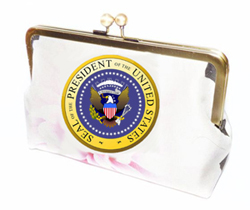 SEAL OF THE PRESIDENT OF THE UNITED STATES